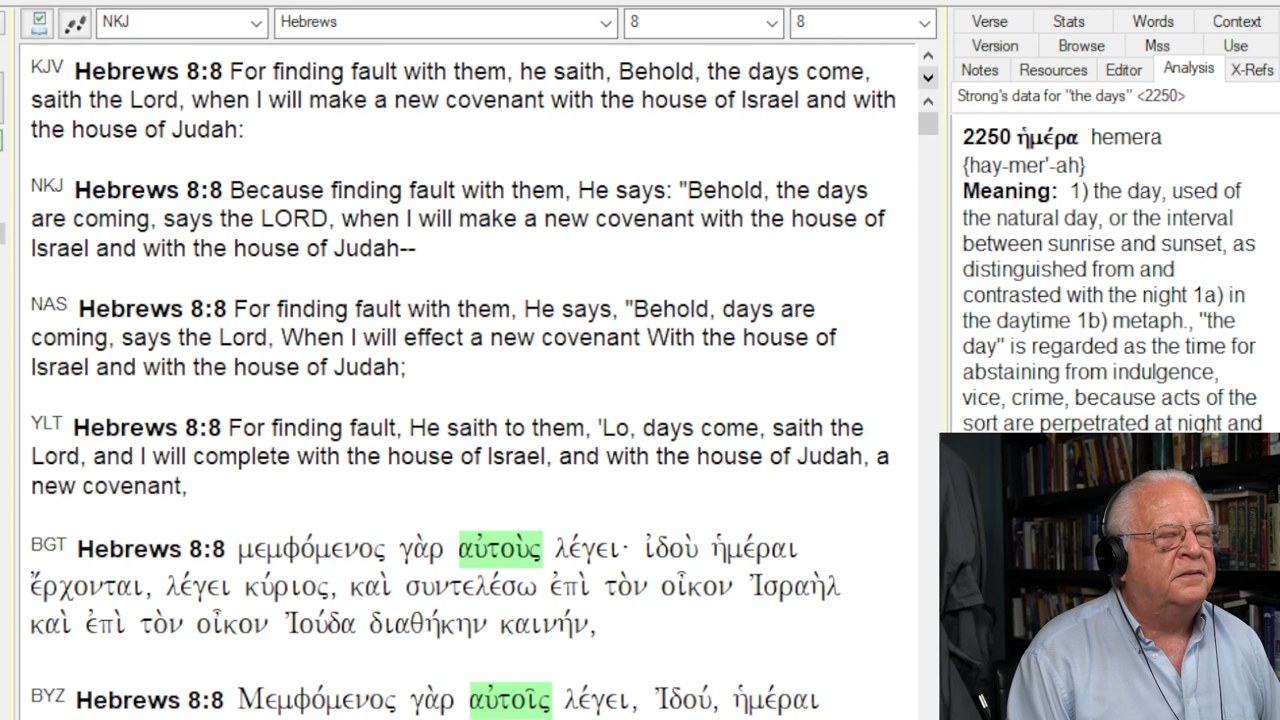 NKJ Hebrews 8 8
KJV Hebrews 8:8 For finding fault with them, he saith, Behold, the days come,
saith the Lord, when I will make a new covenant with the house of Israel and with
the house of Judah:
NKJ Hebrews 8:8 Because finding fault with them, He says: "Behold, the days
are coming, says the LORD, when I will make a new covenant with the house of
Israel and with the house of Judah--
NAS Hebrews 8:8 For finding fault with them, He says, "Behold, days are
coming, says the Lord, When I will effect a new covenant With the house of
Israel and with the house of Judah;
YLT Hebrews 8:8 For finding fault, He saith to them, 'Lo, days come, saith the
Lord, and I will complete with the house of Israel, and with the house of Judah, a
new covenant,
BGT Hebrews 8:8 μεμφόμενος γὰρ αὐτοὺς λέγει· ἰδοὺ ἡμέραι
ἔρχονται, λέγει κύριος, καὶ συντελέσω ἐπὶ τὸν οἶκον Ἰσραὴλ
καὶ ἐπὶ τὸν οἶκον Ἰούδα διαθήκην καινήν,
BYZ Hebrews 8:8 Μεμφόμενος γὰρ αὐτοῖς λέγει, Ἰδού, ἡμέραι
Verse Stats Words Context
Version Browse Mss Use
Notes Resources Editor Analysis X-Refs
Strong's data for "the days" <2250>
2250 ἡμέρα hemera
{hay-mer'-ah}
Meaning: 1) the day, used of
the natural day, or the interval
between sunrise and sunset, as
distinguished from and
contrasted with the night 1a) in
the daytime 1b) metaph., "the
day" is regarded as the time for
abstaining from indulgence,
vice, crime, because acts of the
sort are perpetrated at night and